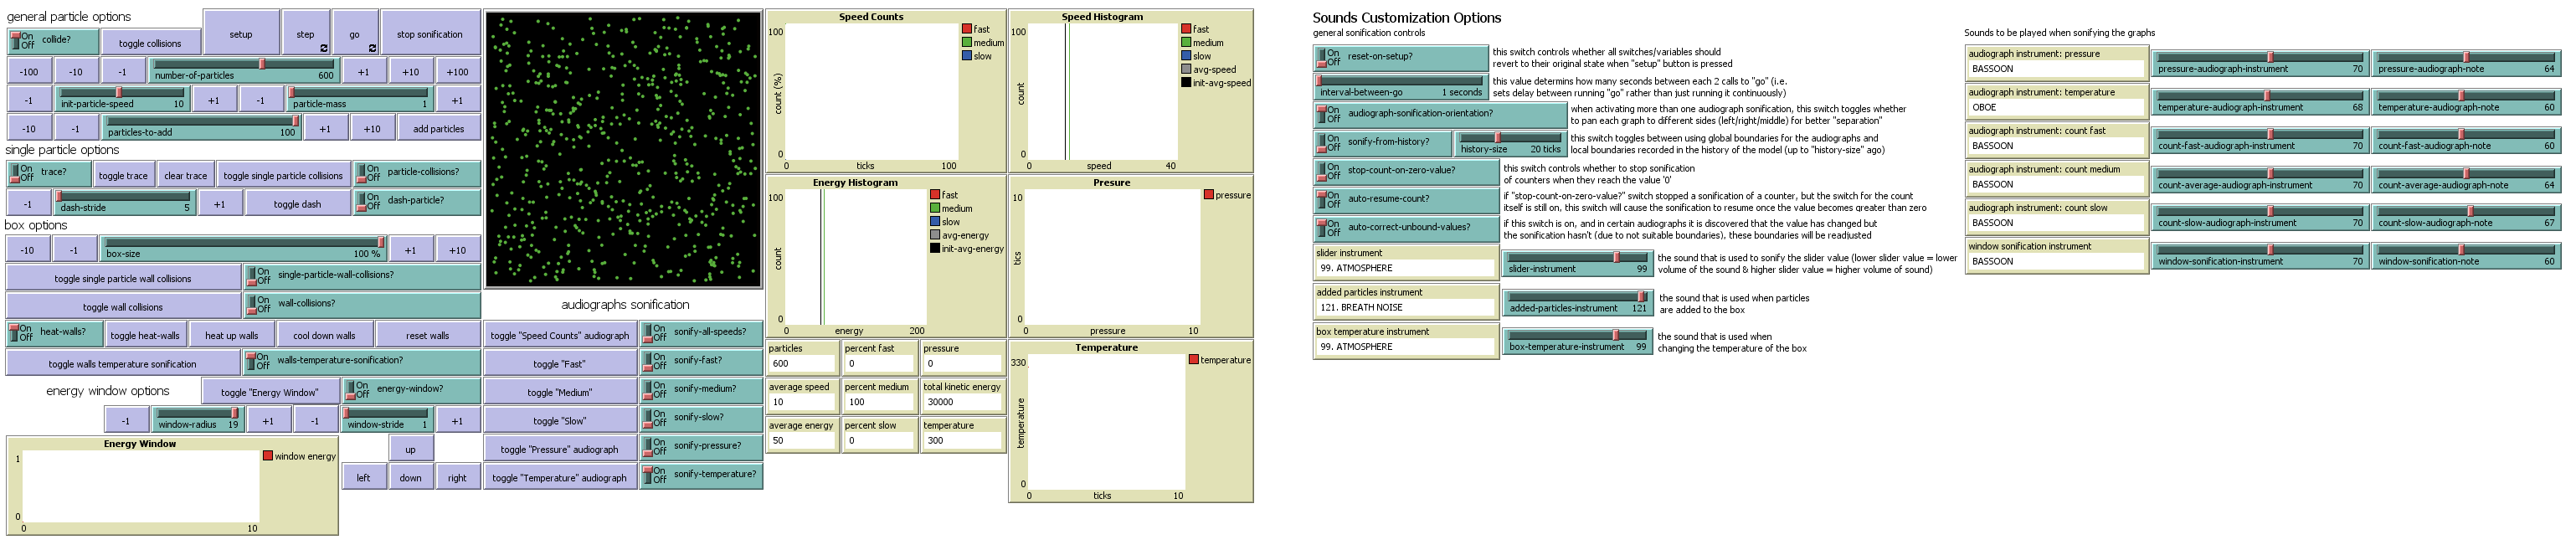 general particle options
On
Off
collide?
toggle collisions
setup
step
go
stop sonification
-100
-10
-1
number-of-particles 600
+1
+10
+100
-1
init-particle-speed 10
+1
-1
particle-mass 1
+1
-10
-1
particles-to-add 100
+1
+10
add particles
single particle options
On
Off
trace?
toggle trace
clear trace
toggle single particle collisions
On
Off
particle-collisions?
-1
dash-stride 5
+1
toggle dash
On
Off
dash-particle?
box options
-10
-1
box-size 100 %
+1
+10
toggle single particle wall collisions
On
Off
single-particle-wall-collisions?
toggle wall collisions
On
Off
wall-collisions?
On
Off
heat-walls?
toggle heat-walls
heat up walls
cool down walls
reset walls
toggle walls temperature sonification
On
Off
walls-temperature-sonification?
energy window options
toggle "Energy Window"
On
Off
energy-window?
-1
window-radius 19
+1
-1
window-stride 1
+1
Energy Window
1
0
0
10
window energy
up
left
down
right
audiographs sonification
toggle "Speed Counts" audiograph
On
Off
sonify-all-speeds?
toggle "Fast"
On
Off
sonify-fast?
toggle "Medium"
On
Off
sonify-medium?
toggle "Slow"
On
Off
sonify-slow?
toggle "Pressure" audiograph
On
Off
sonify-pressure?
toggle "Temperature" audiograph
On
Off
sonify-temperature?
Speed Counts
100
count (%)
0
0
ticks
100
fast
medium
slow
Speed Histogram
100
count
0
0
speed
40
fast
medium
slow
avg-speed
init-avg-speed
Energy Histogram
100
count
0
0
energy
200
fast
medium
slow
avg-energy
init-avg-energy
Presure
10
tics
0
0
pressure
10
pressure
particles
600
percent fast
0
pressure
0
average speed
10
percent medium
100
total kinetic energy
30000
average energy
50
percent slow
0
temperature
300
Temperature
330
temperature
0
0
ticks
10
temperature
Sounds Customization Options
general sonification controls
On
Off
reset-on-setup?
this switch controls whether all switches/variables should
revert to their original state when "setup" button is pressed
interval-between-go 1 seconds
this value determins how many seconds between each 2 calls to "go" (i.e.
sets delay between running "go" rather than just running it continuously)
On
Off
audiograph-sonification-orientation?
when activating more than one audiograph sonification, this switch toggles whether
to pan each graph to different sides (left/right/middle) for better "separation"
On
Off
sonify-from-history?
history-size 20 ticks
this switch toggles between using global boundaries for the audiographs and
local boundaries recorded in the history of the model (up to "history-size" ago)
On
Off
stop-count-on-zero-value?
this switch controls whether to stop sonification
of counters when they reach the value '0'
On
Off
auto-resume-count?
if "stop-count-on-zero-value?" switch stopped a sonification of a counter, but the switch for the count
itself is still on, this switch will cause the sonification to resume once the value becomes greater than zero
On
Off
auto-correct-unbound-values?
if this switch is on, and in certain audiographs it is discovered that the value has changed but
the sonification hasn't (due to not suitable boundaries), these boundaries will be readjusted
slider instrument
99. ATMOSPHERE
slider-instrument 99
the sound that is used to sonify the slider value (lower slider value = lower
volume of the sound & higher slider value = higher volume of sound)
added particles instrument
121. BREATH NOISE
added-particles-instrument 121
the sound that is used when particles
are added to the box
box temperature instrument
99. ATMOSPHERE
box-temperature-instrument 99
the sound that is used when
changing the temperature of the box
Sounds to be played when sonifying the graphs
audiograph instrument: pressure
BASSOON
pressure-audiograph-instrument 70
pressure-audiograph-note 64
audiograph instrument: temperature
OBOE
temperature-audiograph-instrument 68
temperature-audiograph-note 60
audiograph instrument: count fast
BASSOON
count-fast-audiograph-instrument 70
count-fast-audiograph-note 60
audiograph instrument: count medium
BASSOON
count-average-audiograph-instrument 70
count-average-audiograph-note 64
audiograph instrument: count slow
BASSOON
count-slow-audiograph-instrument 70
count-slow-audiograph-note 67
window sonification instrument
BASSOON
window-sonification-instrument 70
window-sonification-note 60